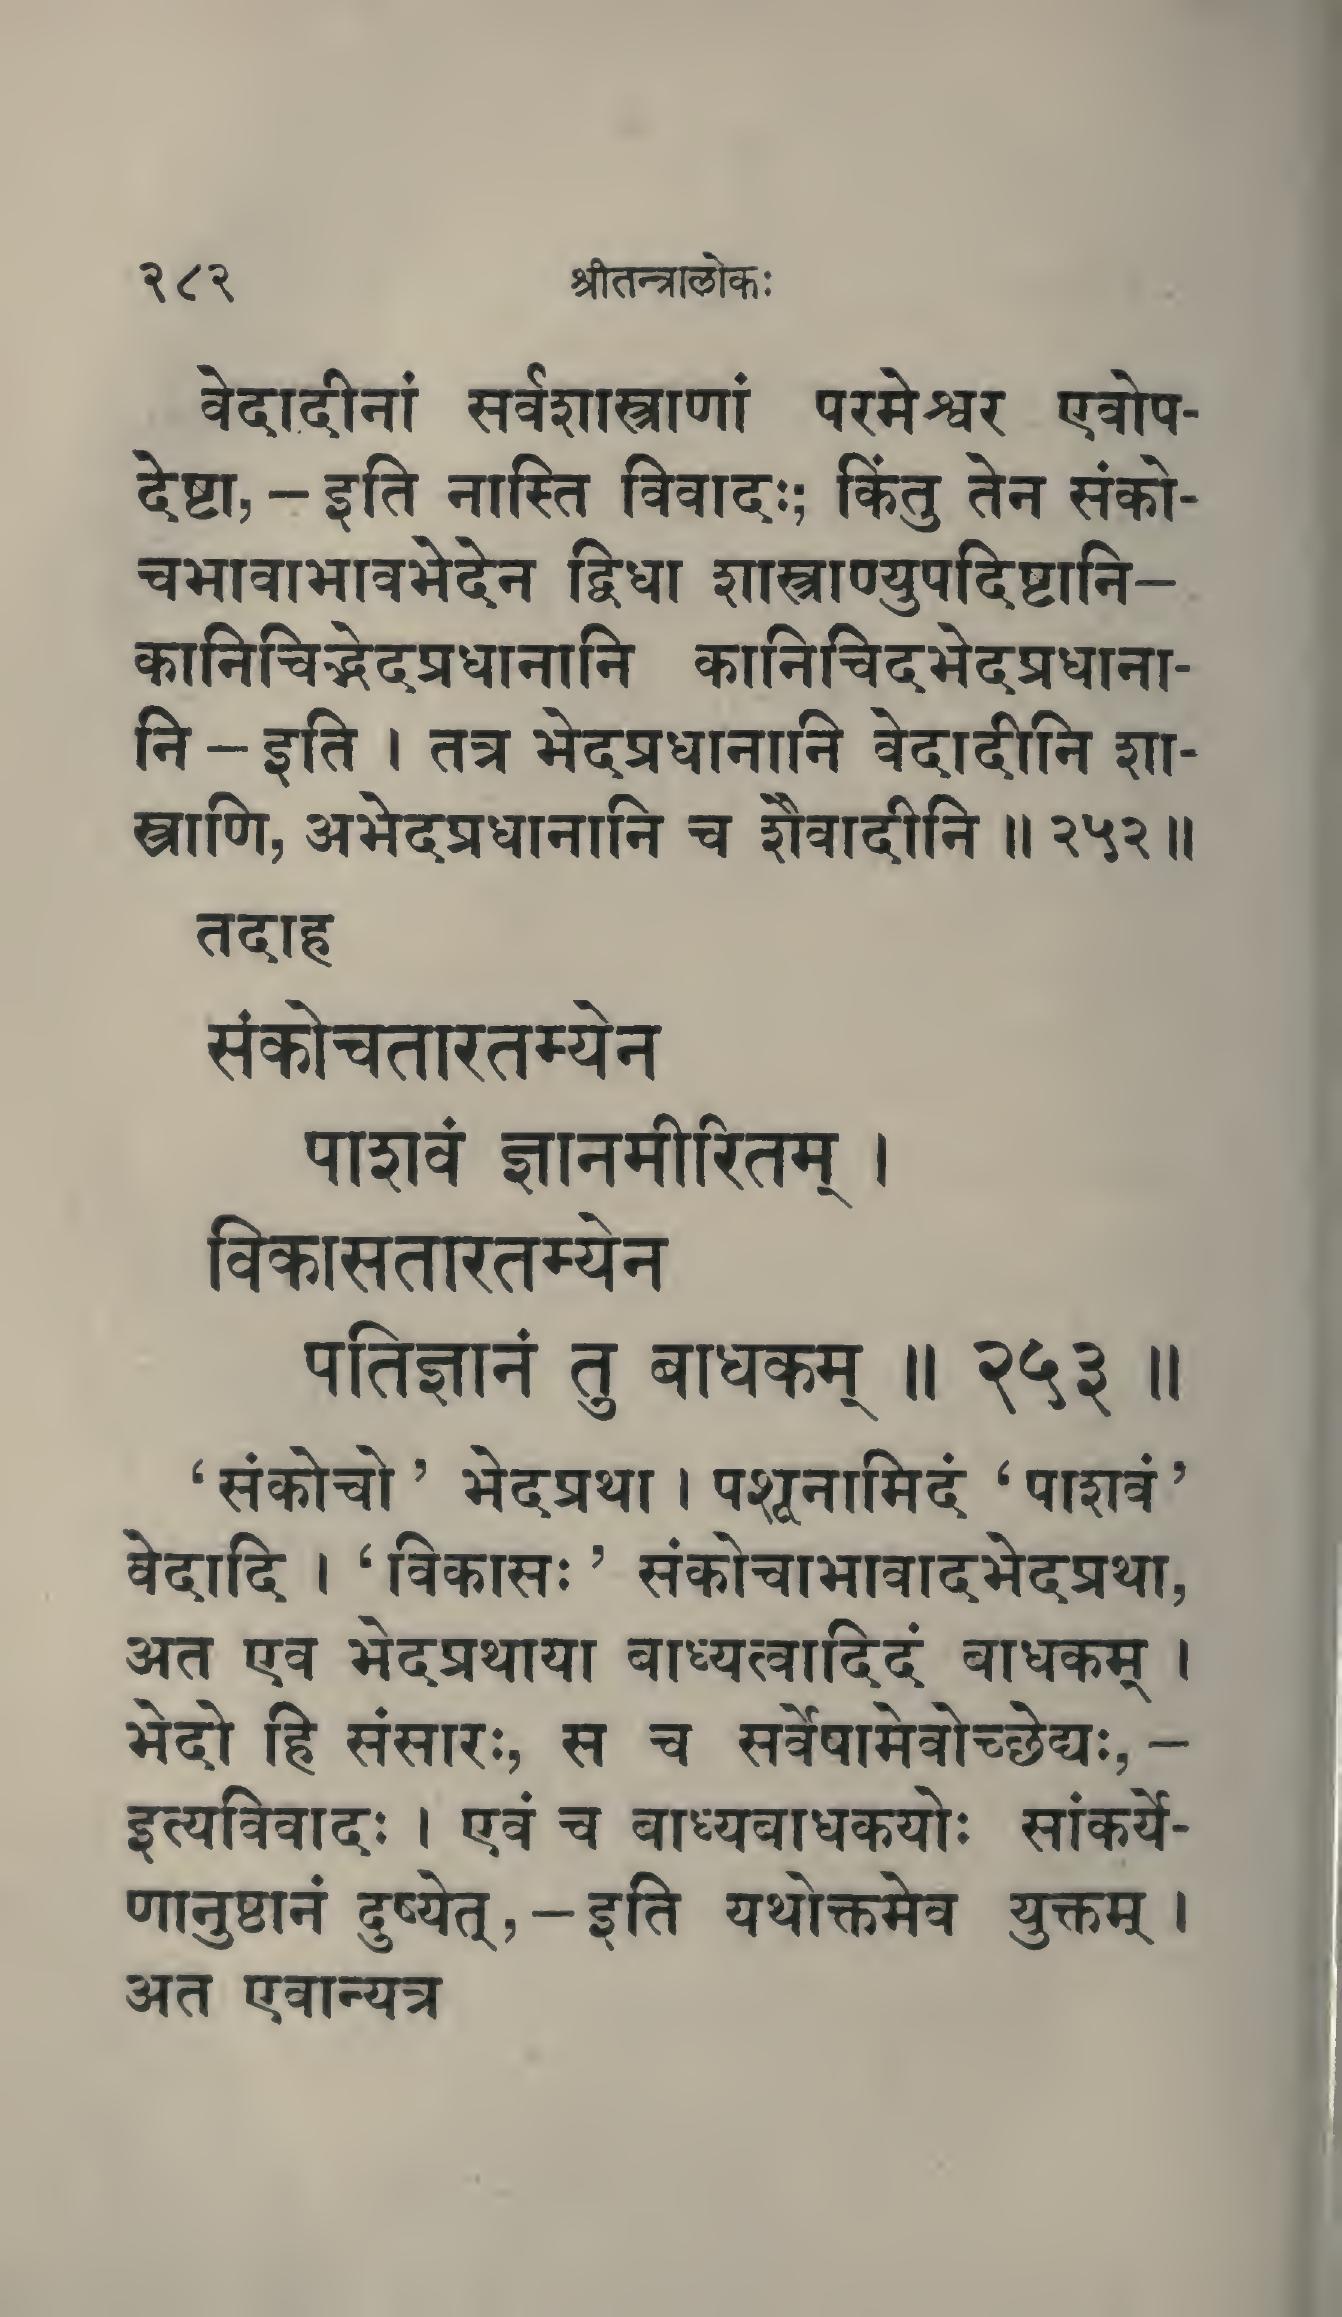 २८२ श्रीतन्त्रालोकः
वेदादीनां सर्वशास्त्राणां परमेश्वर एवोप-
देष्टा, – इति नास्ति विवादः; किंतु तेन संको-
चभावाभावभेदेन द्विधा शास्त्राण्युपदिष्टानि–
कानिचिद्भेदप्रधानानि कानिचिदभेदप्रधाना-
नि – इति । तत्र भेदप्रधानानि वेदादीनि शा-
स्त्राणि, अभेदप्रधानानि च शैवादीनि ॥ २५२ ॥
तदाह
संकोचतारतम्येन
पाशवं ज्ञानमीरितम् ।
विकासतारतम्येन
पतिज्ञानं तु बाधकम् ॥ २५३ ॥
‘संकोचो’ भेदप्रथा । पशूनामिदं ‘पाशवं’
वेदादि । ‘विकासः’ संकोचाभावादभेदप्रथा,
अत एव भेदप्रथाया बाध्यत्वादिदं बाधकम् ।
भेदो हि संसारः, स च सर्वेषामेवोच्छेद्यः, –
इत्यविवादः । एवं च बाध्यबाधकयोः सांकर्ये-
णानुष्ठानं दुष्येत्, – इति यथोक्तमेव युक्तम् ।
अत एवान्यत्र